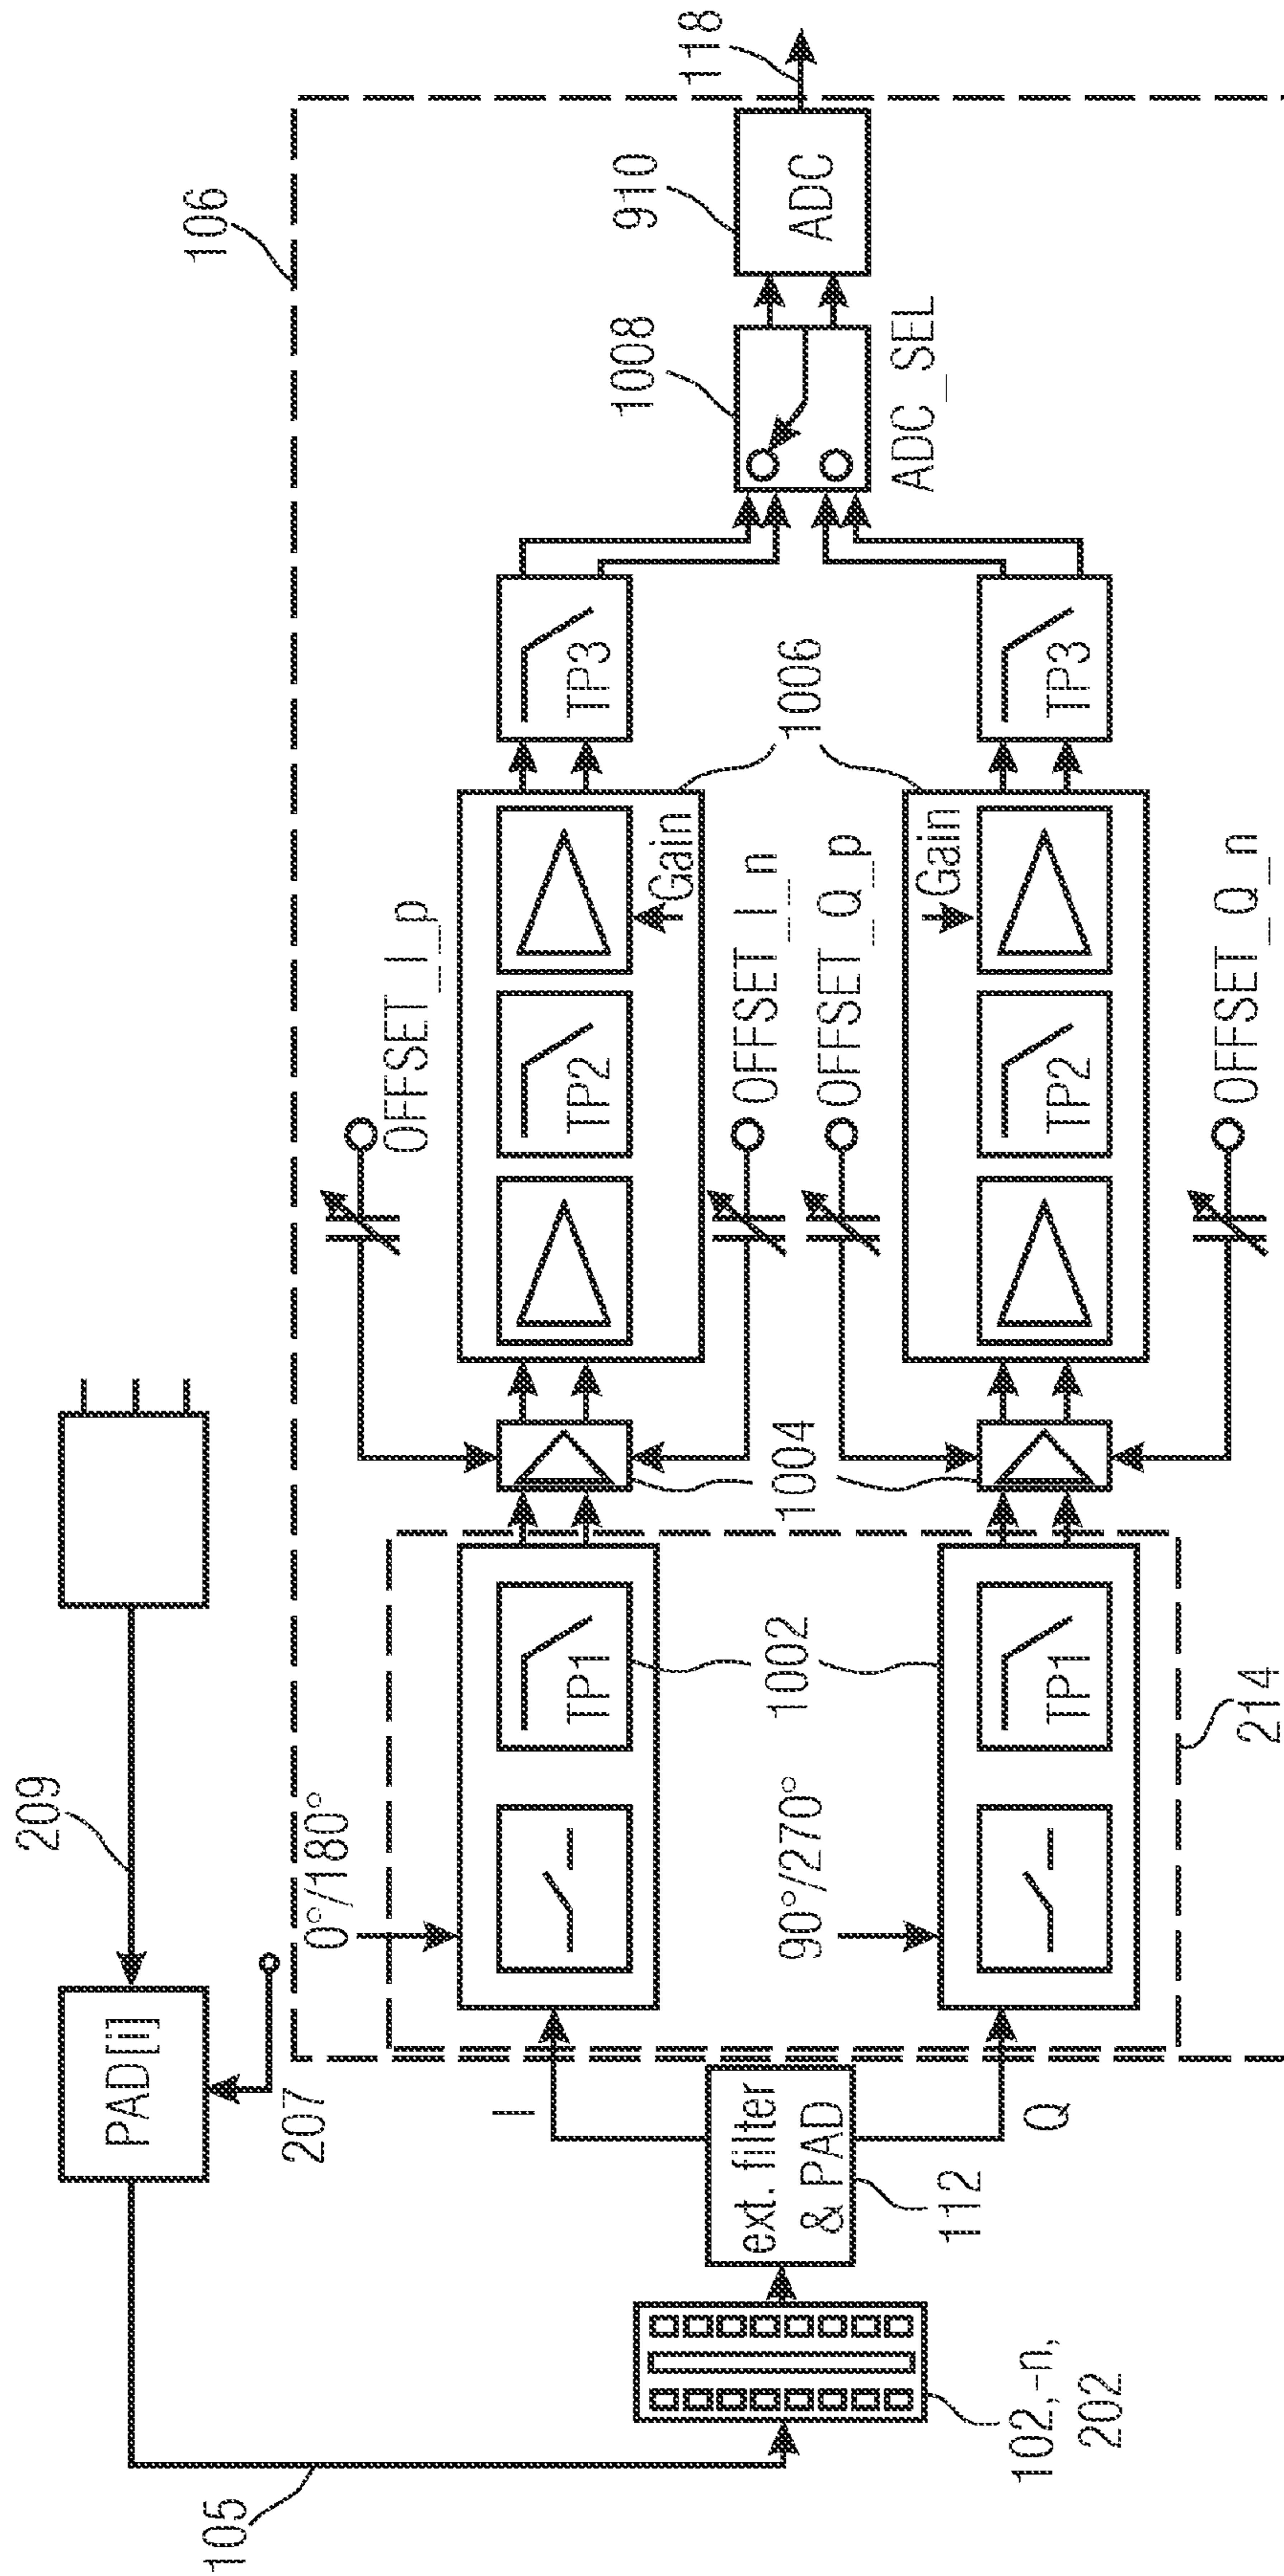 209
PAD[i]
207
105
106
0°/180°
I
ext. filter
& PAD
112
Q
102,-n,
202
TP1
1002
90°/270°
TP1
214
1004
OFFSET_I_p
TP2
Gain
1006
OFFSET_I_n
OFFSET_Q_p
Gain
TP2
OFFSET_Q_n
TP3
TP3
1008
ADC_SEL
910
ADC
118